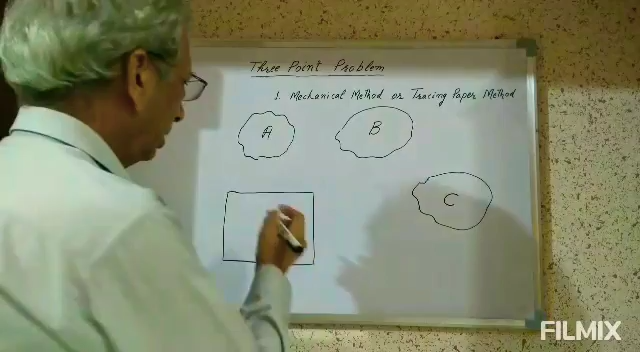 Three Point Problem
1. Mechanical Method or Tracing Paper Method
A
B
C
FILMIX